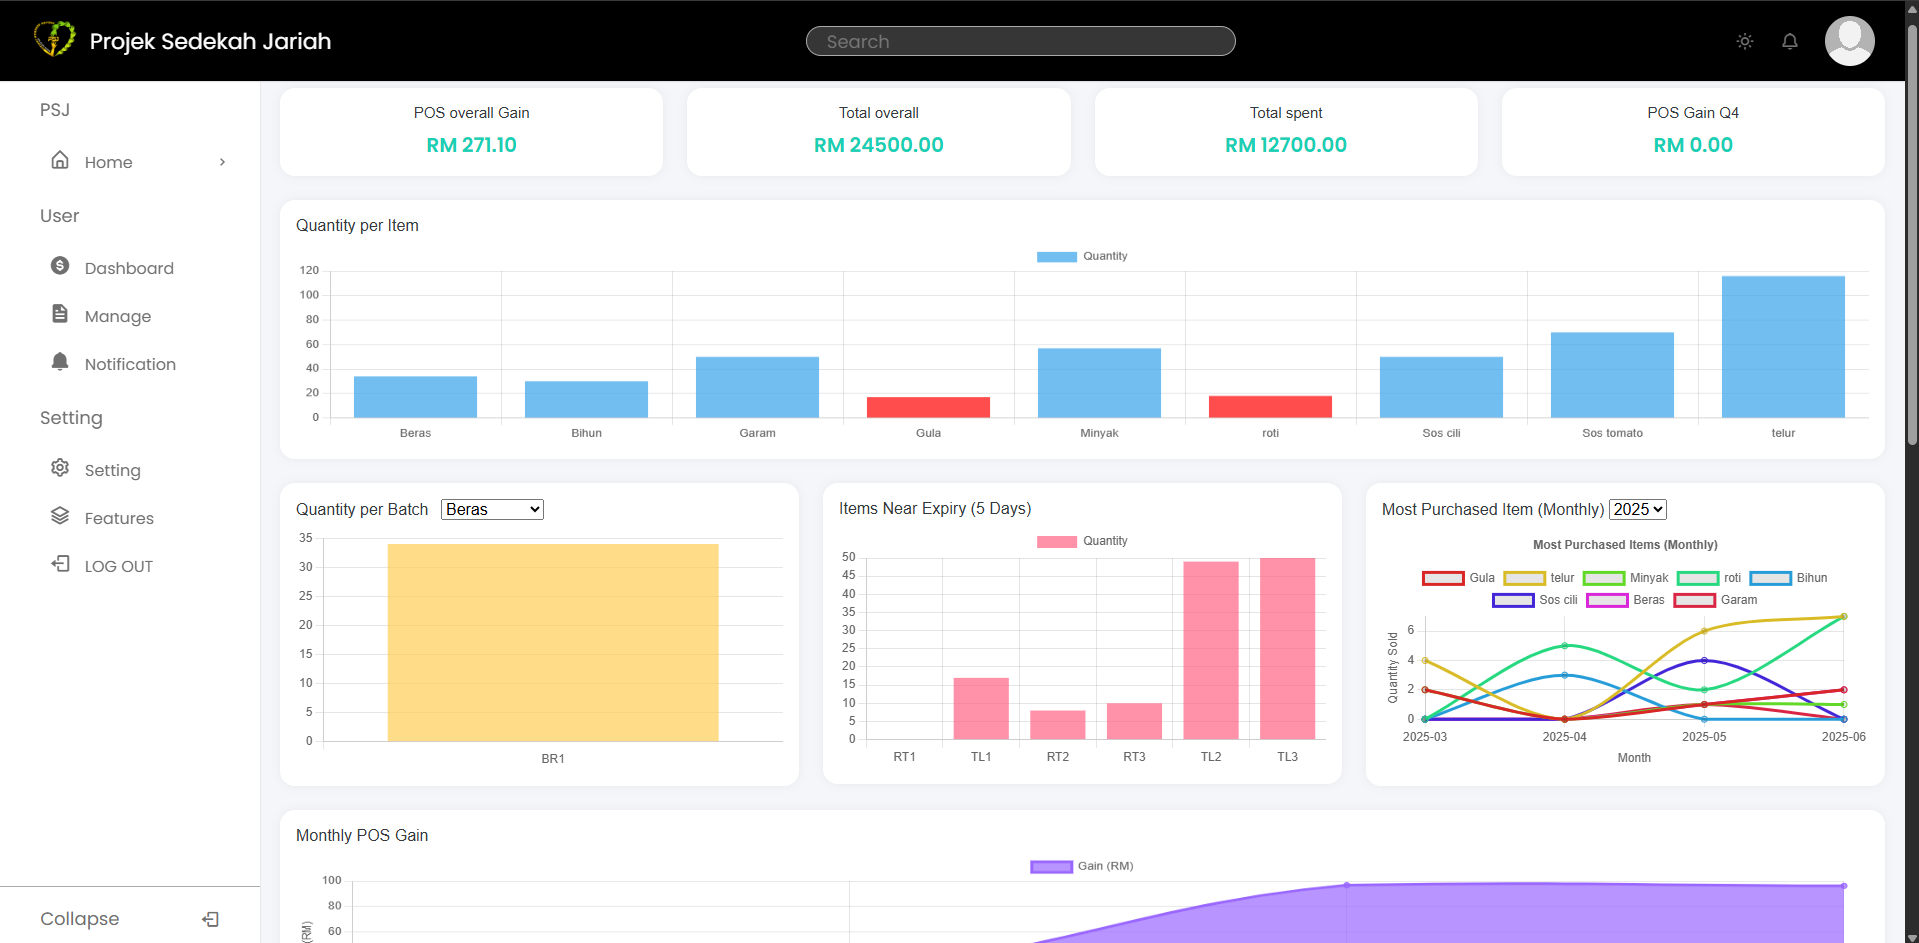 Projek Sedekah Jariah
Search
PSJ
Home
User
Dashboard
Manage
Notification
Setting
Setting
Features
LOG OUT
Collapse
POS overall Gain
RM 271.10
Total overall
RM 24500.00
Total spent
RM 12700.00
POS Gain Q4
RM 0.00
Quantity per Item
Quantity
120
100
80
60
40
20
0
Beras Bihun Garam Gula Minyak roti Sos cili Sos tomato telur
Quantity per Batch Beras
35
30
25
20
15
10
5
0
BR1
Items Near Expiry (5 Days)
Quantity
50
45
40
35
30
25
20
15
10
5
0
RT1 TL1 RT2 RT3 TL2 TL3
Most Purchased Item (Monthly) 2025
Most Purchased Items (Monthly)
Gula telur Minyak roti Bihun
Sos cili Beras Garam
Quantity Sold
6
4
2
0
2025-03 2025-04 2025-05 2025-06
Month
Monthly POS Gain
Gain (RM)
100
80
60
(RM)